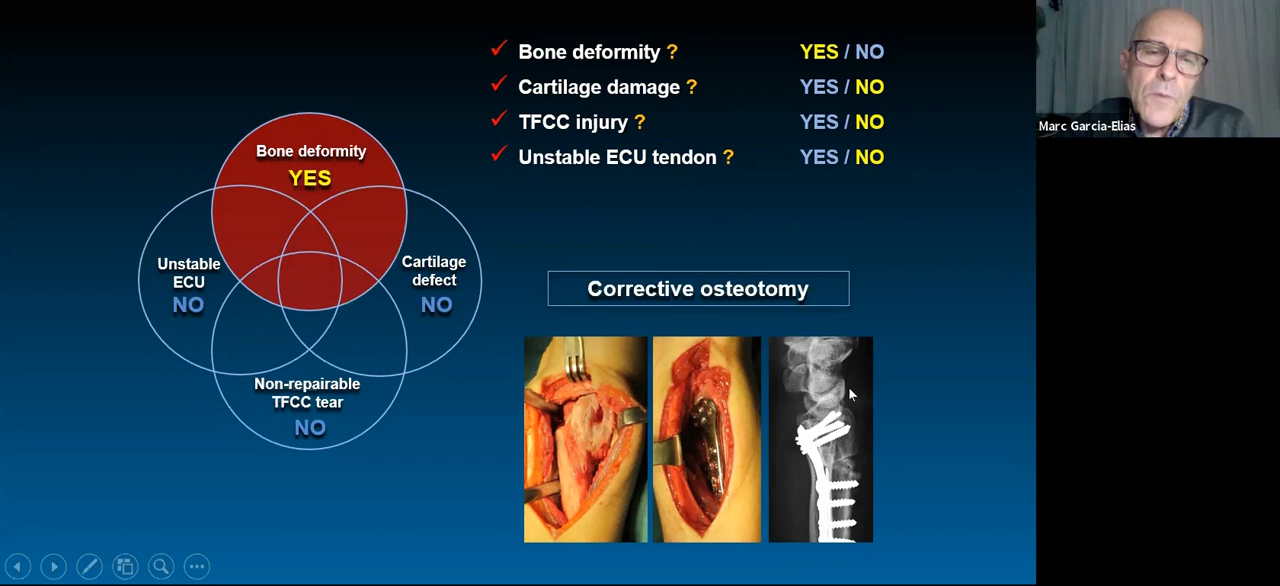 Bone deformity ? YES / NO
Cartilage damage ? YES / NO
TFCC injury ? YES / NO
Unstable ECU tendon ? YES / NO
Marc Garcia-Elias
Bone deformity
YES
Unstable
ECU
NO
Cartilage
defect
NO
Non-repairable
TFCC tear
NO
Corrective osteotomy